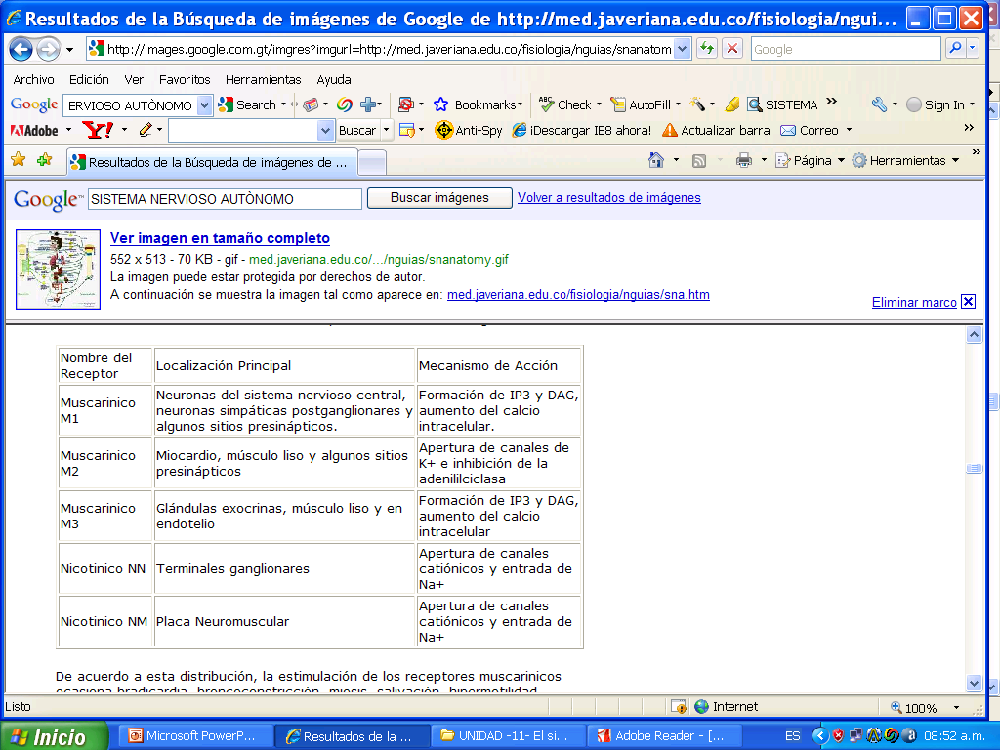 Resultados de la Búsqueda de imágenes de Google de http://med.javeriana.edu.co/fisiologia/ngui...
http://images.google.com.gt/imgres?imgurl=http://med.javeriana.edu.co/fisiologia/nguias/snanatom
Google
Archivo Edición Ver Favoritos Herramientas Ayuda
Google ERVIOSO AUTÒNOMO Search Bookmarks ABC Check AutoFill SISTEMA » Sign In
Adobe Y! Buscar Anti-Spy ¡Descargar IE8 ahora! Actualizar barra Correo »
Resultados de la Búsqueda de imágenes de ... Página Herramientas »
Google™ SISTEMA NERVIOSO AUTÒNOMO Buscar imágenes Volver a resultados de imágenes
Ver imagen en tamaño completo
552 x 513 - 70 KB - gif - med.javeriana.edu.co/.../nguias/snanatomy.gif
La imagen puede estar protegida por derechos de autor.
A continuación se muestra la imagen tal como aparece en: med.javeriana.edu.co/fisiologia/nguias/sna.htm
Eliminar marco
Nombre del
Receptor
Localización Principal
Mecanismo de Acción
Muscarinico
M1
Neuronas del sistema nervioso central,
neuronas simpáticas postganglionares y
algunos sitios presinápticos.
Formación de IP3 y DAG,
aumento del calcio
intracelular.
Muscarinico
M2
Miocardio, músculo liso y algunos sitios
presinápticos
Apertura de canales de
K+ e inhibición de la
adenililciclasa
Muscarinico
M3
Glándulas exocrinas, músculo liso y en
endotelio
Formación de IP3 y DAG,
aumento del calcio
intracelular
Nicotinico NN
Terminales ganglionares
Apertura de canales
catiónicos y entrada de
Na+
Nicotinico NM
Placa Neuromuscular
Apertura de canales
catiónicos y entrada de
Na+
De acuerdo a esta distribución, la estimulación de los receptores muscarinicos
ocasiona bradicardia, broncoconstricción, miosis, salivación, hipermotilidad
Listo Internet 100%
Inicio Microsoft PowerP... Resultados de la ... UNIDAD -11- El si... Adobe Reader - [... ES 08:52 a.m.